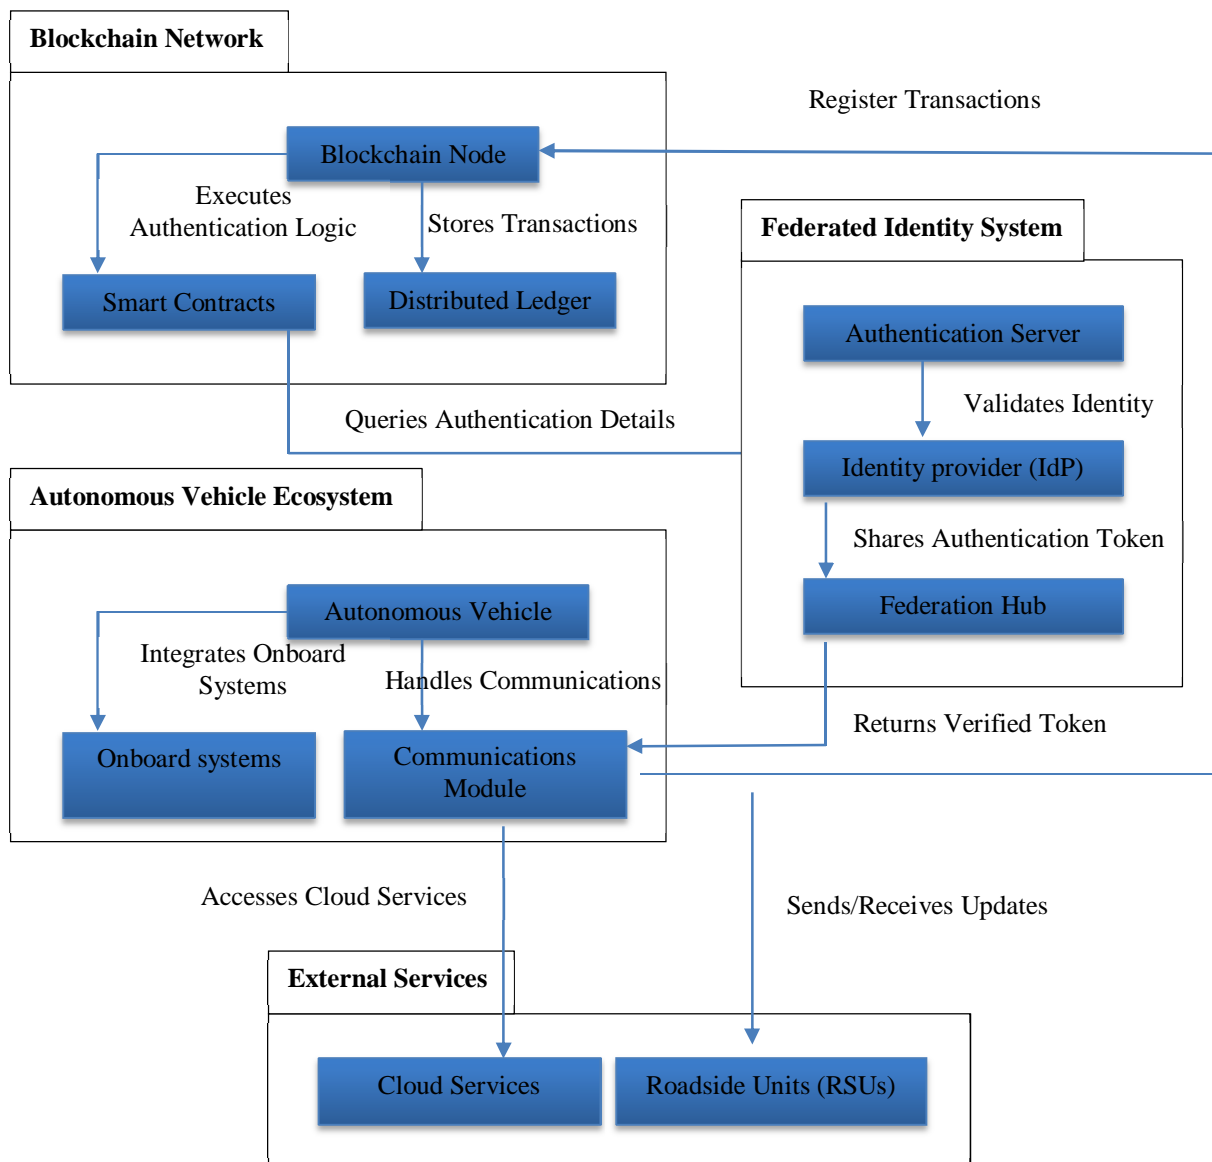 Blockchain Network
Register Transactions
Blockchain Node
Executes
Authentication Logic
Stores Transactions
Smart Contracts
Distributed Ledger
Federated Identity System
Authentication Server
Validates Identity
Queries Authentication Details
Identity provider (IdP)
Shares Authentication Token
Federation Hub
Autonomous Vehicle Ecosystem
Autonomous Vehicle
Integrates Onboard
Systems
Handles Communications
Returns Verified Token
Onboard systems
Communications
Module
Accesses Cloud Services
Sends/Receives Updates
External Services
Cloud Services
Roadside Units (RSUs)